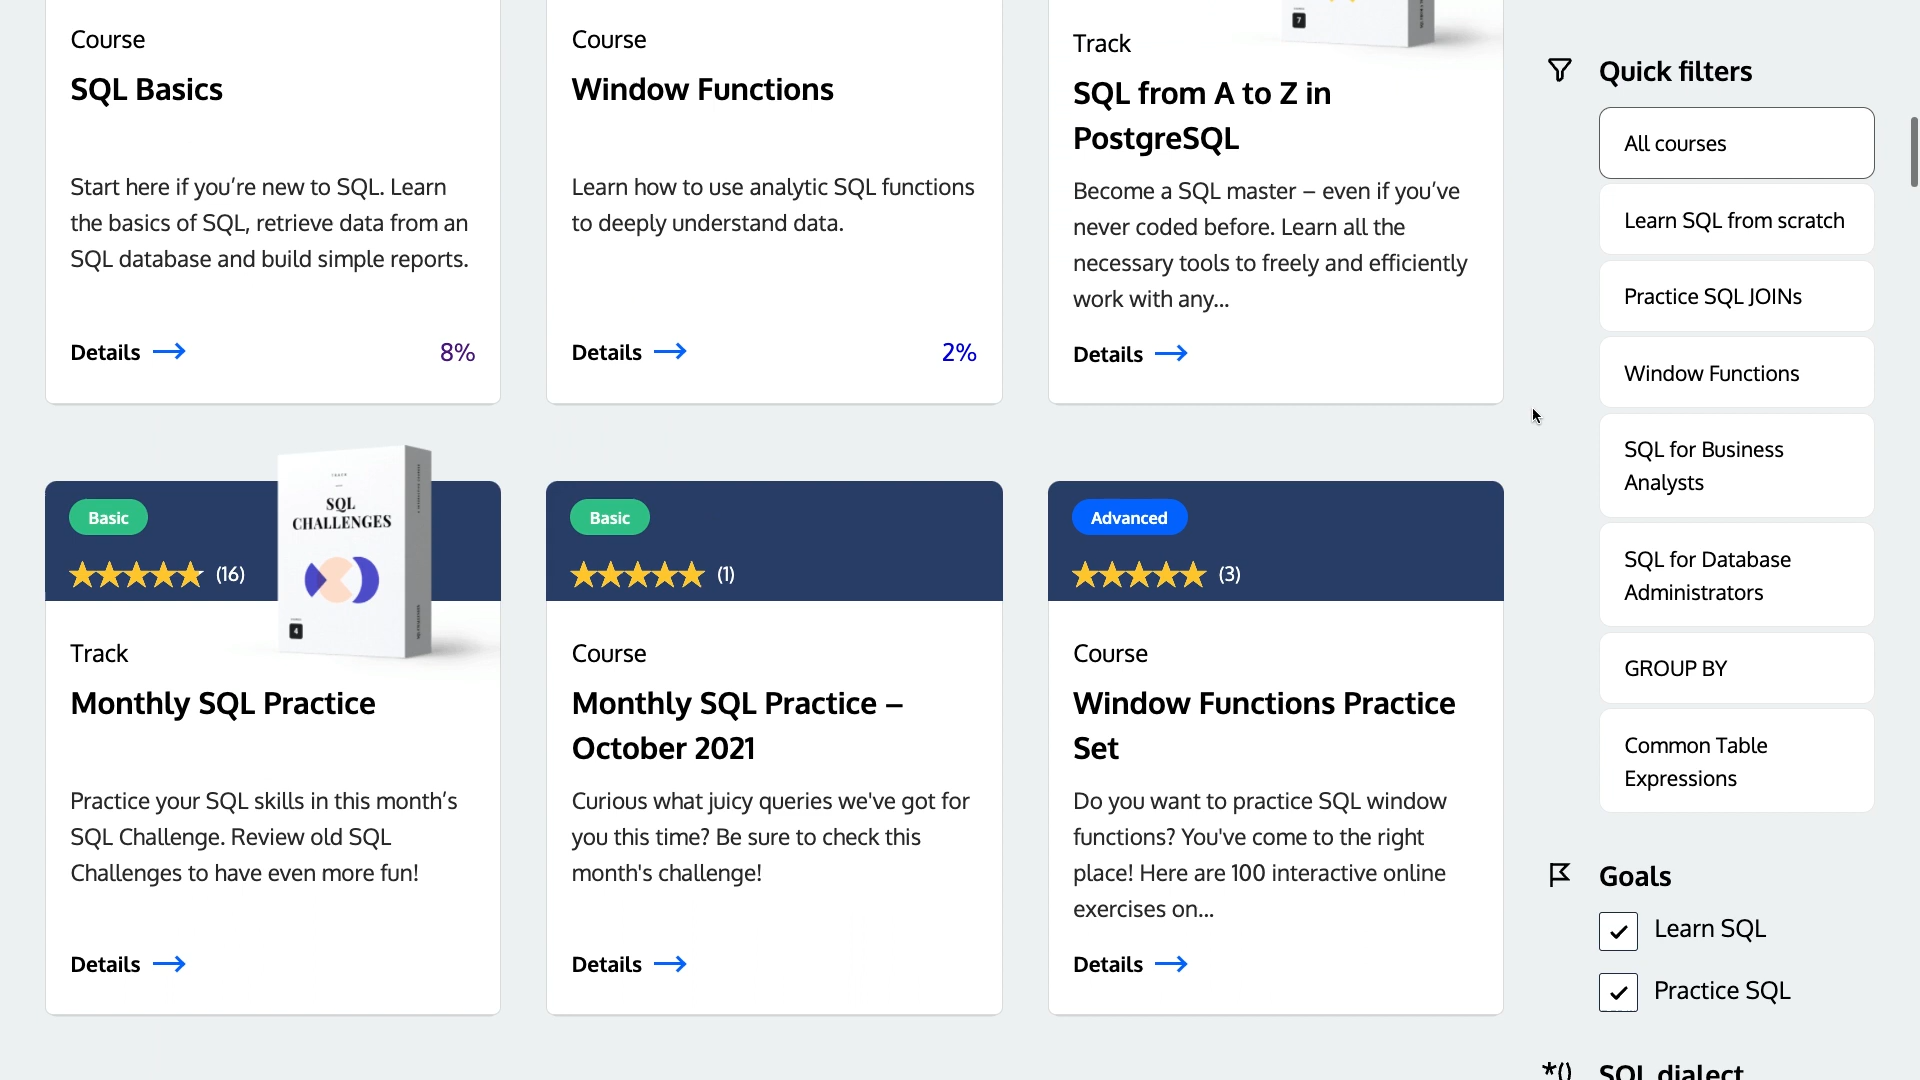 Course
SQL Basics
Start here if you’re new to SQL. Learn
the basics of SQL, retrieve data from an
SQL database and build simple reports.
Details
8%
Course
Window Functions
Learn how to use analytic SQL functions
to deeply understand data.
Details
2%
7
Track
SQL from A to Z in
PostgreSQL
Become a SQL master – even if you’ve
never coded before. Learn all the
necessary tools to freely and efficiently
work with any...
Details
Basic
(16)
SQL
CHALLENGES
4
Track
Monthly SQL Practice
Practice your SQL skills in this month’s
SQL Challenge. Review old SQL
Challenges to have even more fun!
Details
Basic
(1)
Course
Monthly SQL Practice –
October 2021
Curious what juicy queries we've got for
you this time? Be sure to check this
month's challenge!
Details
Advanced
(3)
Course
Window Functions Practice
Set
Do you want to practice SQL window
functions? You've come to the right
place! Here are 100 interactive online
exercises on...
Details
Quick filters
All courses
Learn SQL from scratch
Practice SQL JOINs
Window Functions
SQL for Business
Analysts
SQL for Database
Administrators
GROUP BY
Common Table
Expressions
Goals
Learn SQL
Practice SQL
*()
SQL dialect